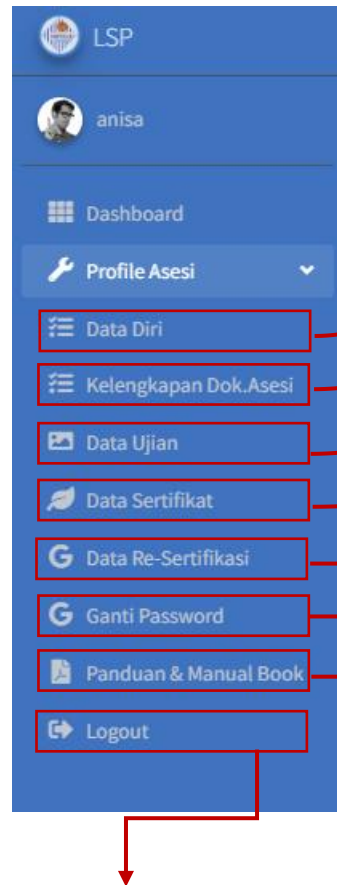 LSP
anisa
Dashboard
Profile Asesi
Data Diri
Kelengkapan Dok.Asesi
Data Ujian
Data Sertifikat
Data Re-Sertifikasi
Ganti Password
Panduan & Manual Book
Logout